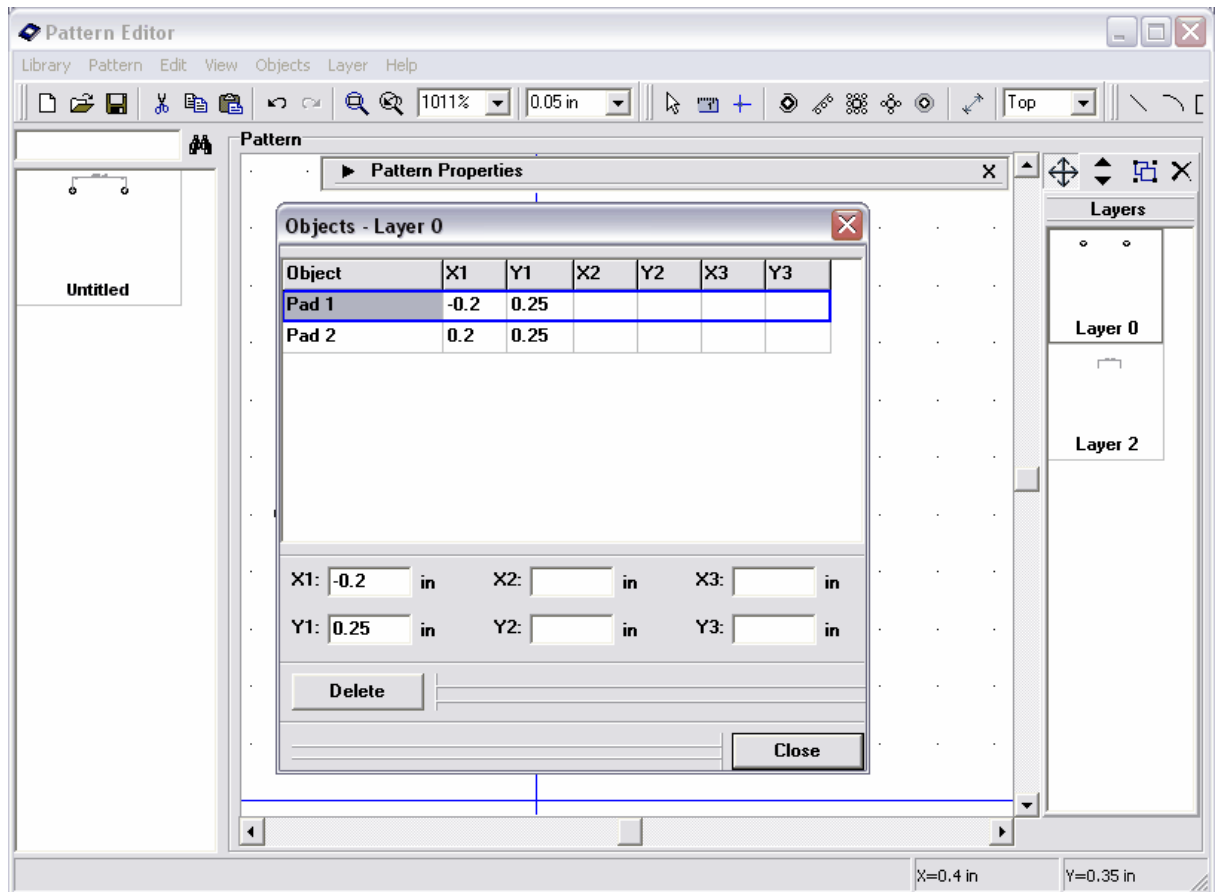 Pattern Editor
Library Pattern Edit View Objects Layer Help
1011% 0.05 in Top
Pattern
Pattern Properties X
Untitled
Layers
Layer 0
Layer 2
Objects - Layer 0
Object X1 Y1 X2 Y2 X3 Y3
Pad 1 -0.2 0.25
Pad 2 0.2 0.25
X1: -0.2 in X2: in X3: in
Y1: 0.25 in Y2: in Y3: in
Delete
Close
X=0.4 in Y=0.35 in